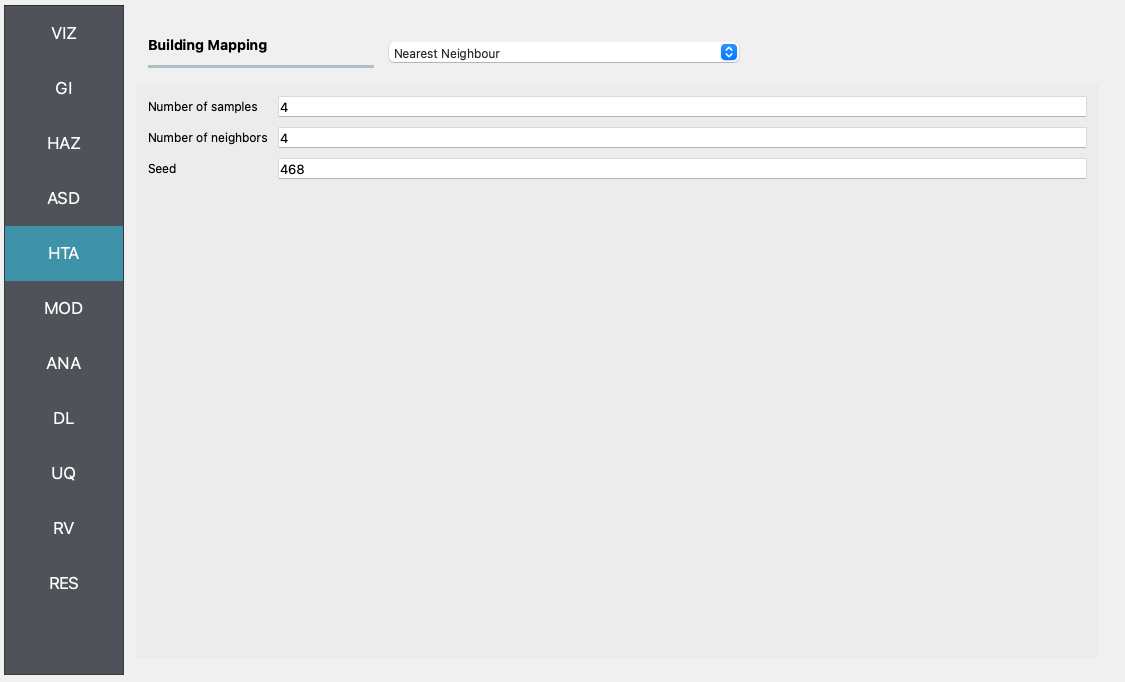 VIZ
GI
HAZ
ASD
HTA
MOD
ANA
DL
UQ
RV
RES
Building Mapping
Nearest Neighbour
Number of samples 4
Number of neighbors 4
Seed 468